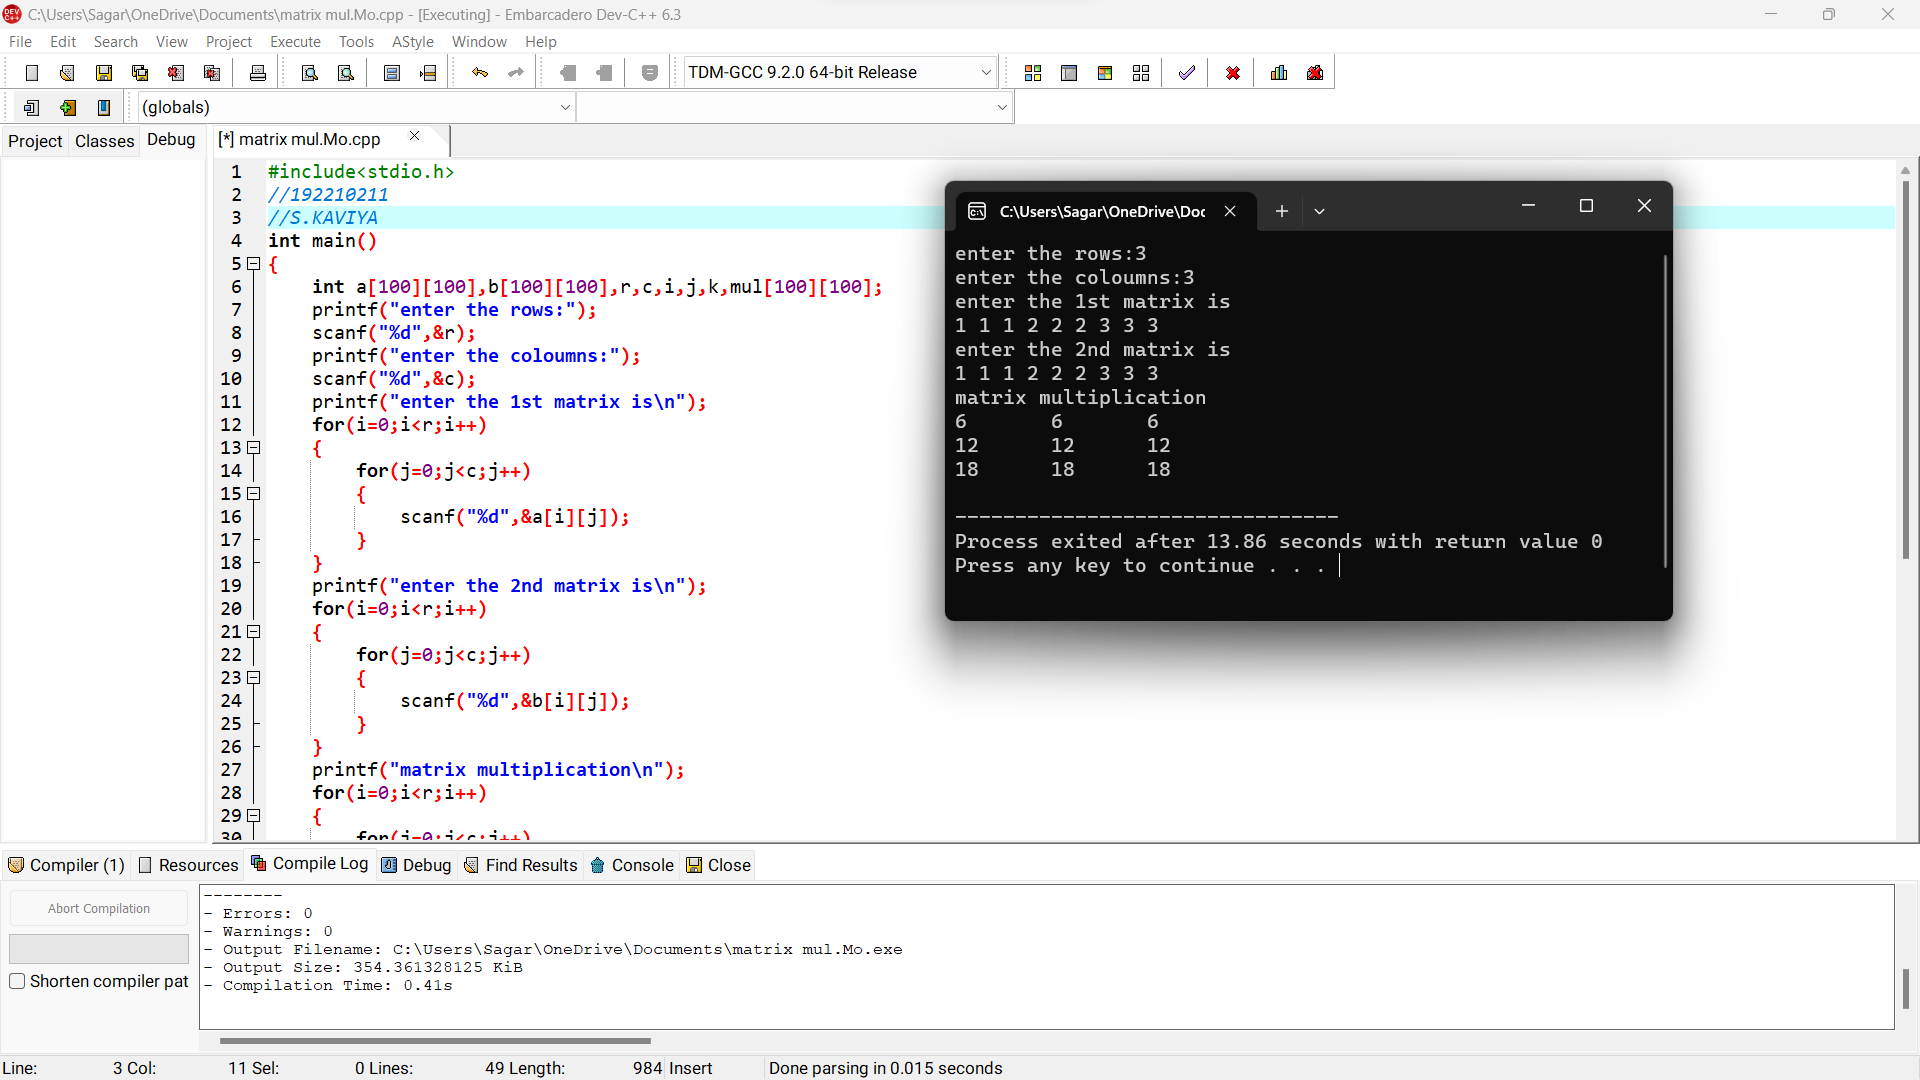 C:\Users\Sagar\OneDrive\Documents\matrix mul.Mo.cpp - [Executing] - Embarcadero Dev-C++ 6.3
File Edit Search View Project Execute Tools AStyle Window Help
TDM-GCC 9.2.0 64-bit Release
(globals)
Project Classes Debug
[*] matrix mul.Mo.cpp
1 #include<stdio.h>
2 //192210211
3 //S.KAVIYA
4 int main()
5 {
6 int a[100][100],b[100][100],r,c,i,j,k,mul[100][100];
7 printf("enter the rows:");
8 scanf("%d",&r);
9 printf("enter the coloumns:");
10 scanf("%d",&c);
11 printf("enter the 1st matrix is\n");
12 for(i=0;i<r;i++)
13 {
14 for(j=0;j<c;j++)
15 {
16 scanf("%d",&a[i][j]);
17 }
18 }
19 printf("enter the 2nd matrix is\n");
20 for(i=0;i<r;i++)
21 {
22 for(j=0;j<c;j++)
23 {
24 scanf("%d",&b[i][j]);
25 }
26 }
27 printf("matrix multiplication\n");
28 for(i=0;i<r;i++)
29 {
30 for(j=0;j<c;j++)
C:\Users\Sagar\OneDrive\Doc
enter the rows:3
enter the coloumns:3
enter the 1st matrix is
1 1 1 2 2 2 3 3 3
enter the 2nd matrix is
1 1 1 2 2 2 3 3 3
matrix multiplication
6 6 6
12 12 12
18 18 18
--------------------------------
Process exited after 13.86 seconds with return value 0
Press any key to continue . . .
Compiler (1) Resources Compile Log Debug Find Results Console Close
Abort Compilation
Shorten compiler pat
--------
- Errors: 0
- Warnings: 0
- Output Filename: C:\Users\Sagar\OneDrive\Documents\matrix mul.Mo.exe
- Output Size: 354.361328125 KiB
- Compilation Time: 0.41s
Line: 3 Col: 11 Sel: 0 Lines: 49 Length: 984 Insert Done parsing in 0.015 seconds